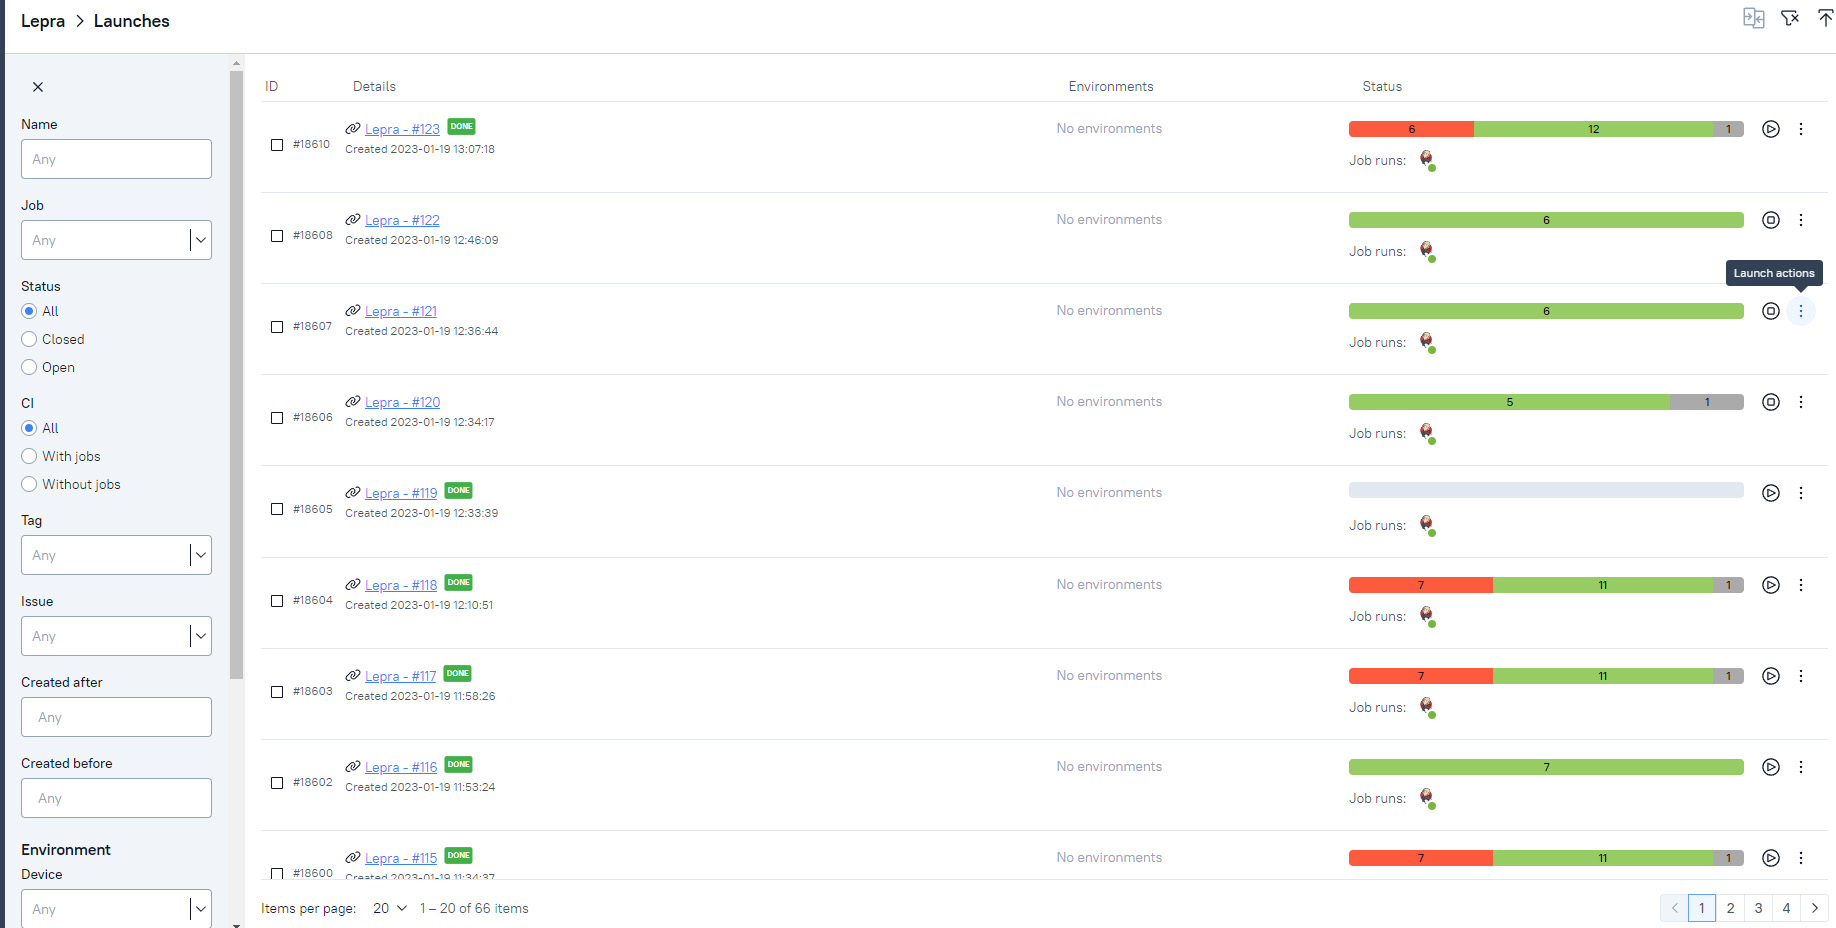 Lepra > Launches
Name
Any
Job
Any
Status
All
Closed
Open
CI
All
With jobs
Without jobs
Tag
Any
Issue
Any
Created after
Any
Created before
Any
Environment
Device
Any
ID Details Environments Status
#18610 Lepra - #123 DONE No environments 6 12 1
Created 2023-01-19 13:07:18
Job runs:
#18608 Lepra - #122 No environments 6
Created 2023-01-19 12:46:09
Job runs:
Launch actions
#18607 Lepra - #121 No environments 6
Created 2023-01-19 12:36:44
Job runs:
#18606 Lepra - #120 No environments 5 1
Created 2023-01-19 12:34:17
Job runs:
#18605 Lepra - #119 DONE No environments
Created 2023-01-19 12:33:39
Job runs:
#18604 Lepra - #118 DONE No environments 7 11 1
Created 2023-01-19 12:10:51
Job runs:
#18603 Lepra - #117 DONE No environments 7 11 1
Created 2023-01-19 11:58:26
Job runs:
#18602 Lepra - #116 DONE No environments 7
Created 2023-01-19 11:53:24
Job runs:
#18600 Lepra - #115 DONE No environments 7 11 1
Created 2023-01-19 11:34:37
Items per page: 20 1 – 20 of 66 items
< 1 2 3 4 >